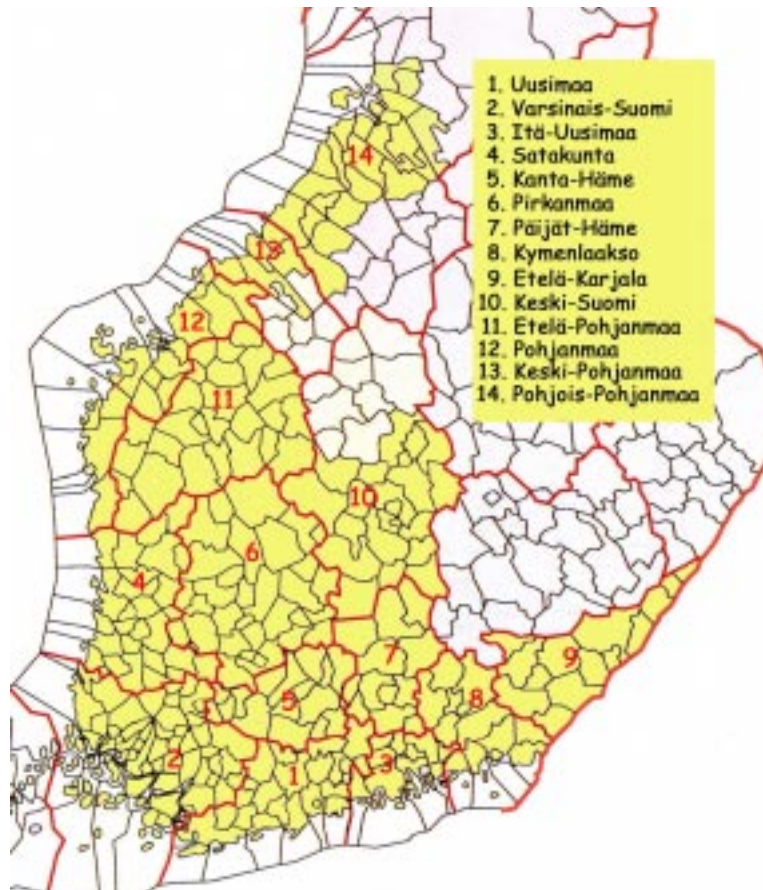 1. Uusimaa
2. Varsinais-Suomi
3. Itä-Uusimaa
4. Satakunta
5. Kanta-Häme
6. Pirkanmaa
7. Päijät-Häme
8. Kymenlaakso
9. Etelä-Karjala
10. Keski-Suomi
11. Etelä-Pohjanmaa
12. Pohjanmaa
13. Keski-Pohjanmaa
14. Pohjois-Pohjanmaa
14
13
12
11
10
6
4
7
9
5
8
2
1
3